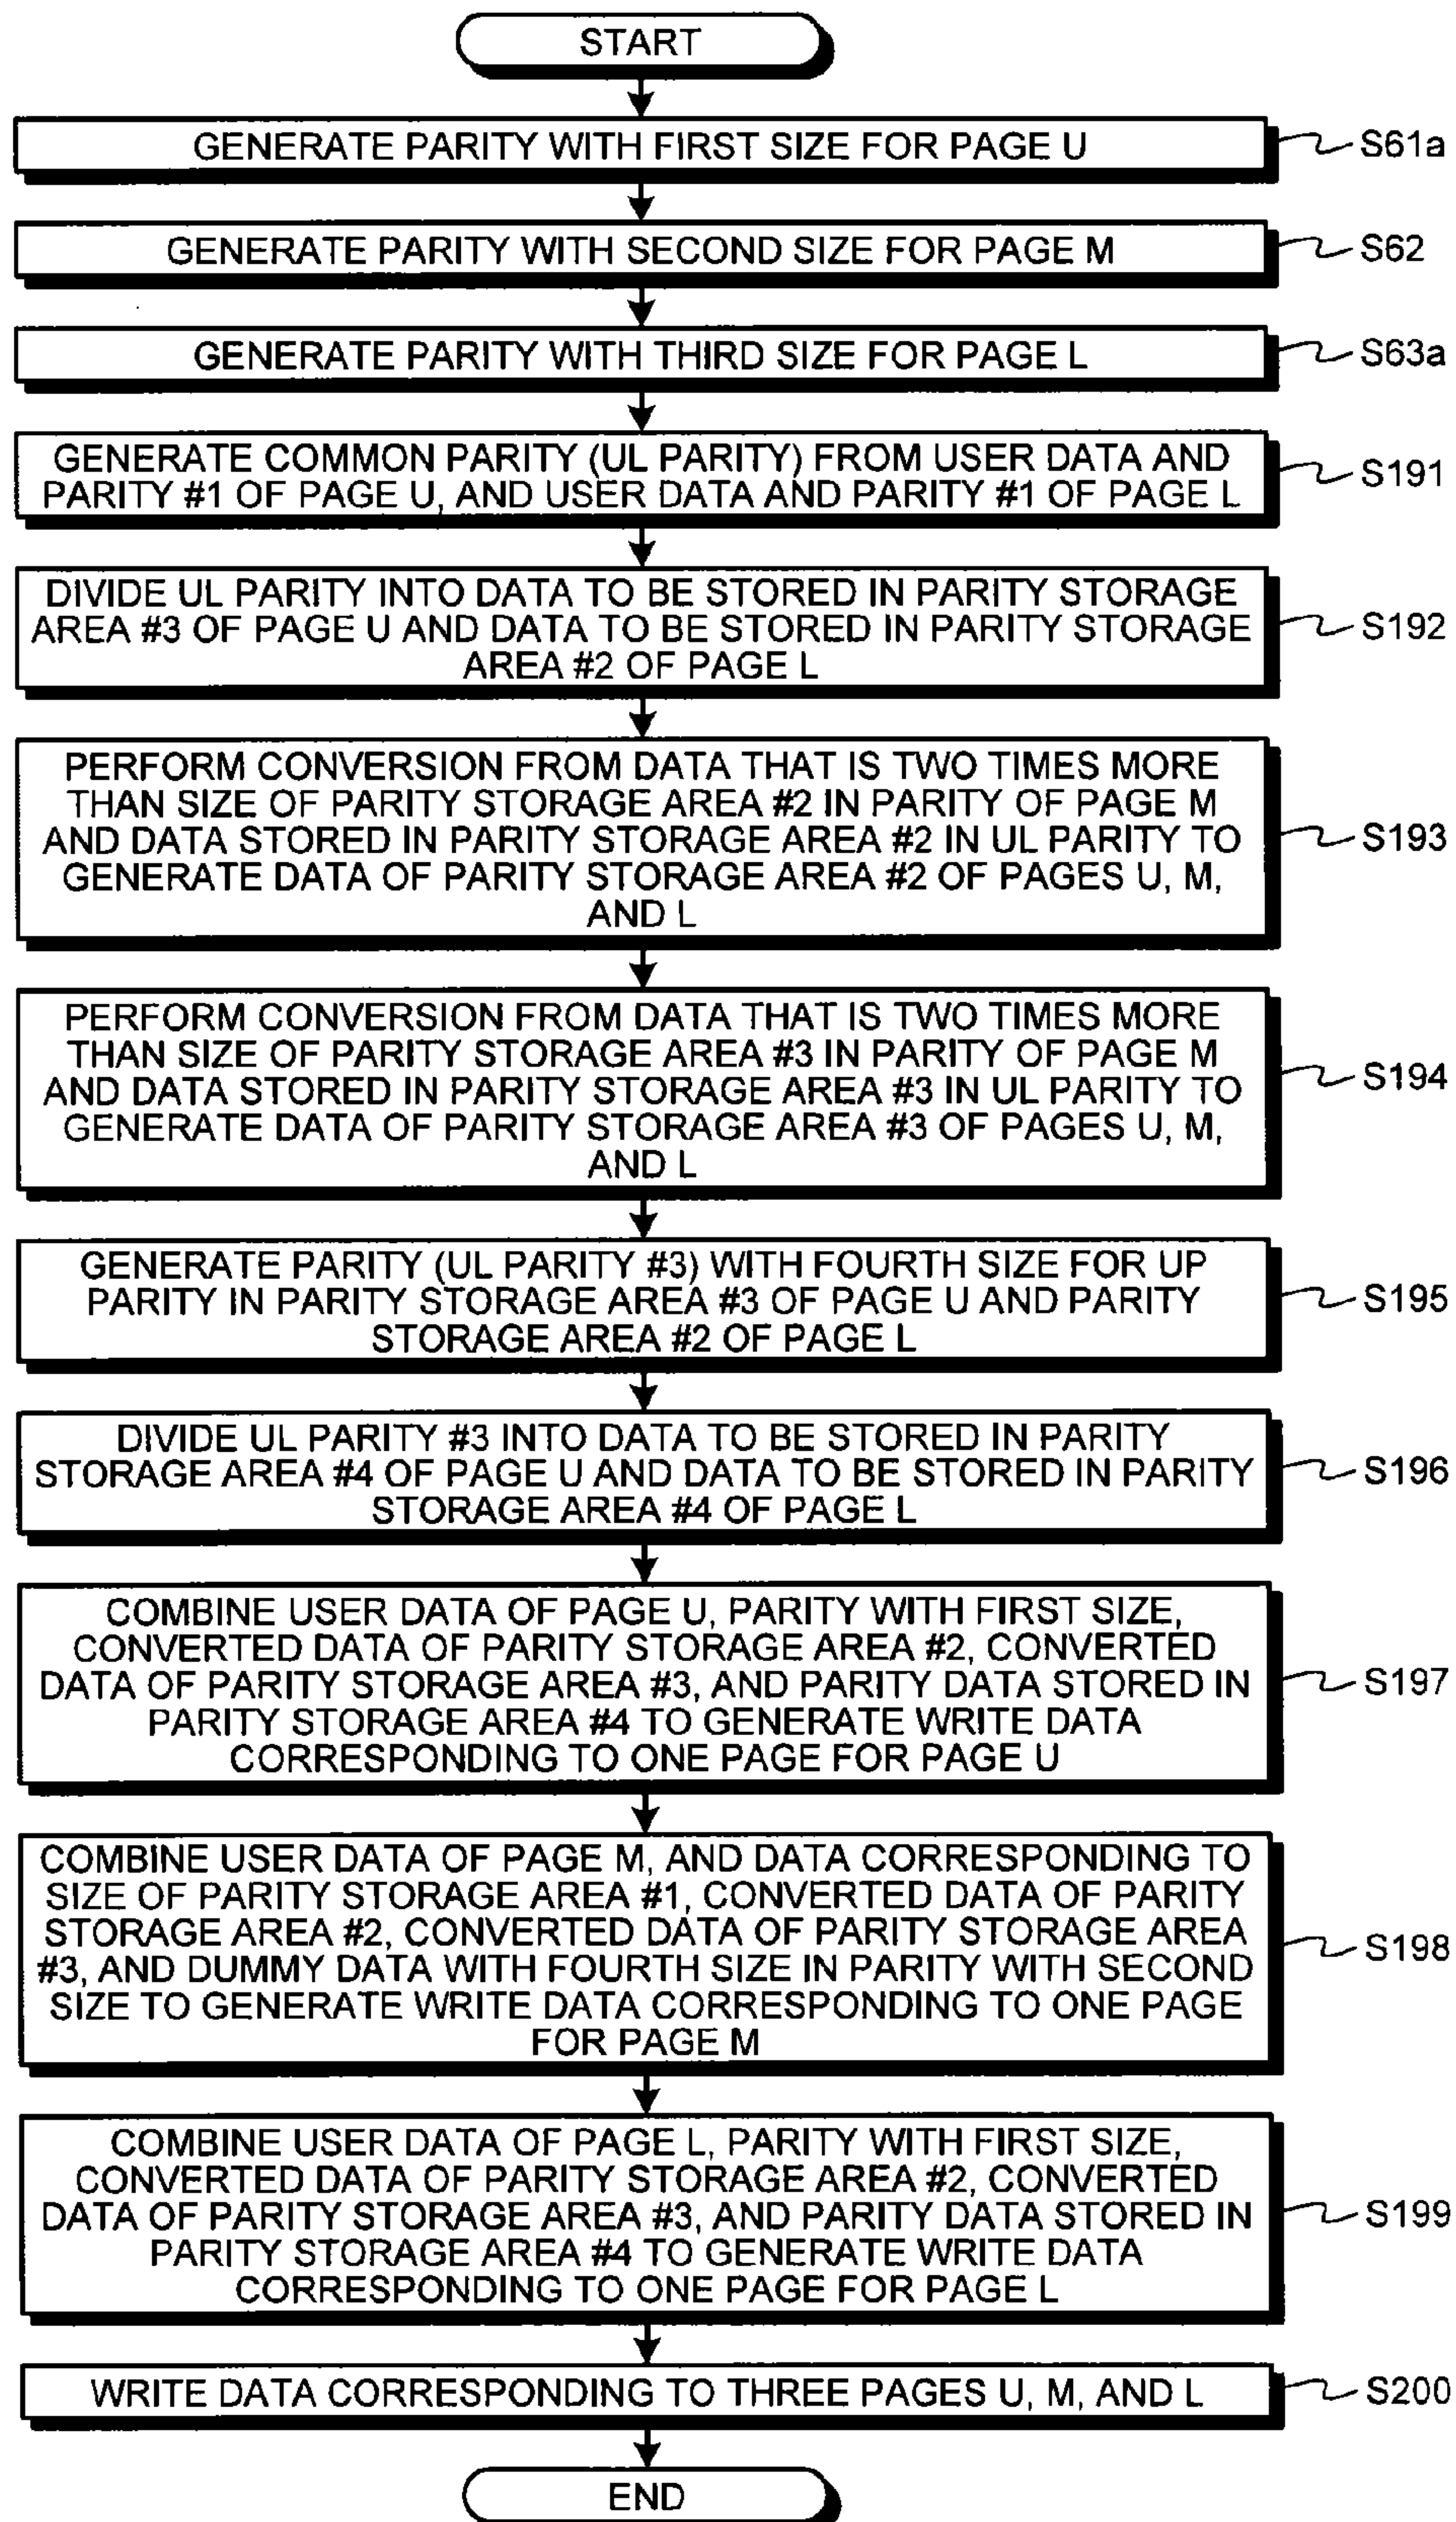 START
GENERATE PARITY WITH FIRST SIZE FOR PAGE U
S61a
GENERATE PARITY WITH SECOND SIZE FOR PAGE M
S62
GENERATE PARITY WITH THIRD SIZE FOR PAGE L
S63a
GENERATE COMMON PARITY (UL PARITY) FROM USER DATA AND
PARITY #1 OF PAGE U, AND USER DATA AND PARITY #1 OF PAGE L
S191
DIVIDE UL PARITY INTO DATA TO BE STORED IN PARITY STORAGE
AREA #3 OF PAGE U AND DATA TO BE STORED IN PARITY STORAGE
AREA #2 OF PAGE L
S192
PERFORM CONVERSION FROM DATA THAT IS TWO TIMES MORE
THAN SIZE OF PARITY STORAGE AREA #2 IN PARITY OF PAGE M
AND DATA STORED IN PARITY STORAGE AREA #2 IN UL PARITY TO
GENERATE DATA OF PARITY STORAGE AREA #2 OF PAGES U, M,
AND L
S193
PERFORM CONVERSION FROM DATA THAT IS TWO TIMES MORE
THAN SIZE OF PARITY STORAGE AREA #3 IN PARITY OF PAGE M
AND DATA STORED IN PARITY STORAGE AREA #3 IN UL PARITY TO
GENERATE DATA OF PARITY STORAGE AREA #3 OF PAGES U, M,
AND L
S194
GENERATE PARITY (UL PARITY #3) WITH FOURTH SIZE FOR UP
PARITY IN PARITY STORAGE AREA #3 OF PAGE U AND PARITY
STORAGE AREA #2 OF PAGE L
S195
DIVIDE UL PARITY #3 INTO DATA TO BE STORED IN PARITY
STORAGE AREA #4 OF PAGE U AND DATA TO BE STORED IN PARITY
STORAGE AREA #4 OF PAGE L
S196
COMBINE USER DATA OF PAGE U, PARITY WITH FIRST SIZE,
CONVERTED DATA OF PARITY STORAGE AREA #2, CONVERTED
DATA OF PARITY STORAGE AREA #3, AND PARITY DATA STORED IN
PARITY STORAGE AREA #4 TO GENERATE WRITE DATA
CORRESPONDING TO ONE PAGE FOR PAGE U
S197
COMBINE USER DATA OF PAGE M, AND DATA CORRESPONDING TO
SIZE OF PARITY STORAGE AREA #1, CONVERTED DATA OF PARITY
STORAGE AREA #2, CONVERTED DATA OF PARITY STORAGE AREA
#3, AND DUMMY DATA WITH FOURTH SIZE IN PARITY WITH SECOND
SIZE TO GENERATE WRITE DATA CORRESPONDING TO ONE PAGE
FOR PAGE M
S198
COMBINE USER DATA OF PAGE L, PARITY WITH FIRST SIZE,
CONVERTED DATA OF PARITY STORAGE AREA #2, CONVERTED
DATA OF PARITY STORAGE AREA #3, AND PARITY DATA STORED IN
PARITY STORAGE AREA #4 TO GENERATE WRITE DATA
CORRESPONDING TO ONE PAGE FOR PAGE L
S199
WRITE DATA CORRESPONDING TO THREE PAGES U, M, AND L
S200
END